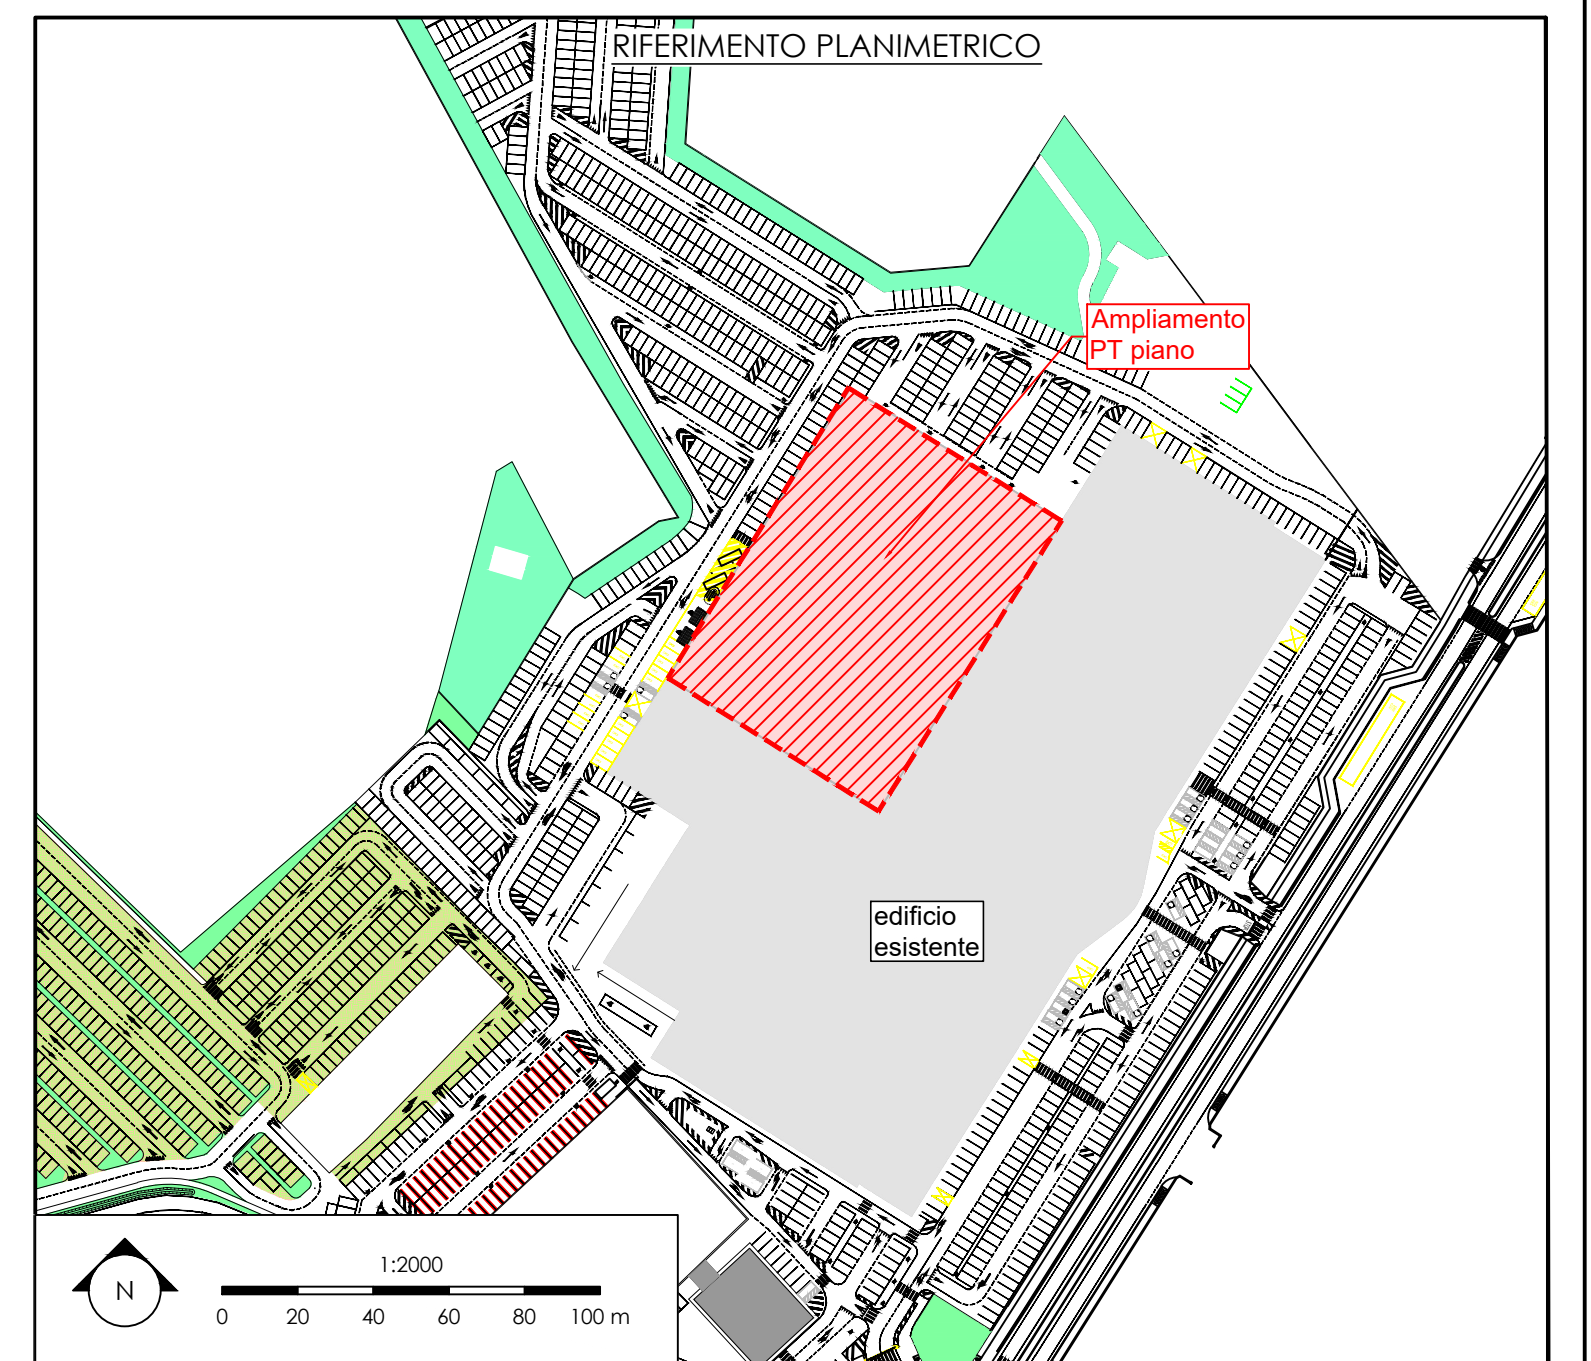 RIFERIMENTO PLANIMETRICO
Ampliamento
PT piano
edificio
esistente
N
1:2000
0 20 40 60 80 100 m